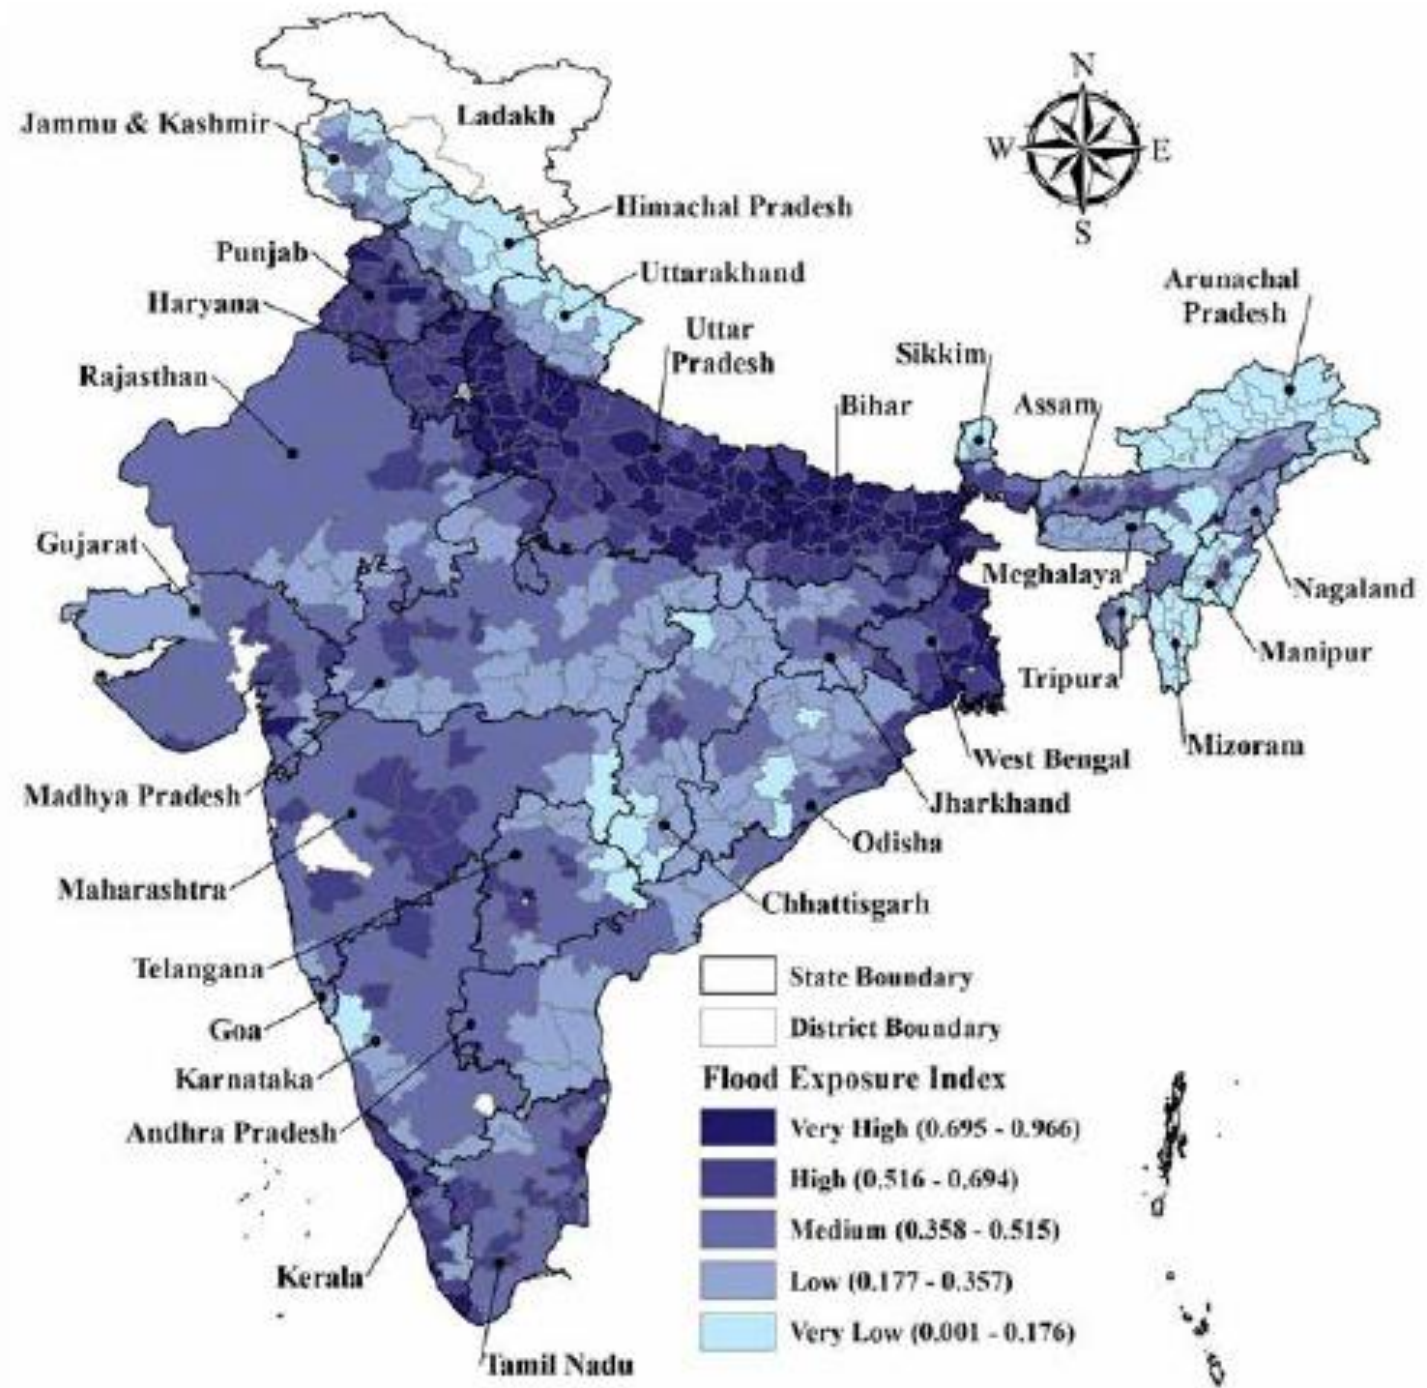 N
Ladakh
Jammu & Kashmir
W
E
Himachal Pradesh
S
Punjab
Uttarakhand
Arunachal
Pradesh
Haryana
Uttar
Pradesh
Sikkim
Rajasthan
Bihar
Assam
Gujarat
Meghalaya
Nagaland
Manipur
Tripura
Mizoram
West Bengal
Madhya Pradesh
Jharkhand
Odisha
Maharashtra
Chhattisgarh
Telangana
State Boundary
Goa
District Boundary
Karnataka
Flood Exposure Index
Andhra Pradesh
Very High (0.695 - 0.966)
High (0.516 - 0.694)
Medium (0.358 - 0.515)
Kerala
Low (0.177 - 0.357)
Very Low (0.001 - 0.176)
Tamil Nadu